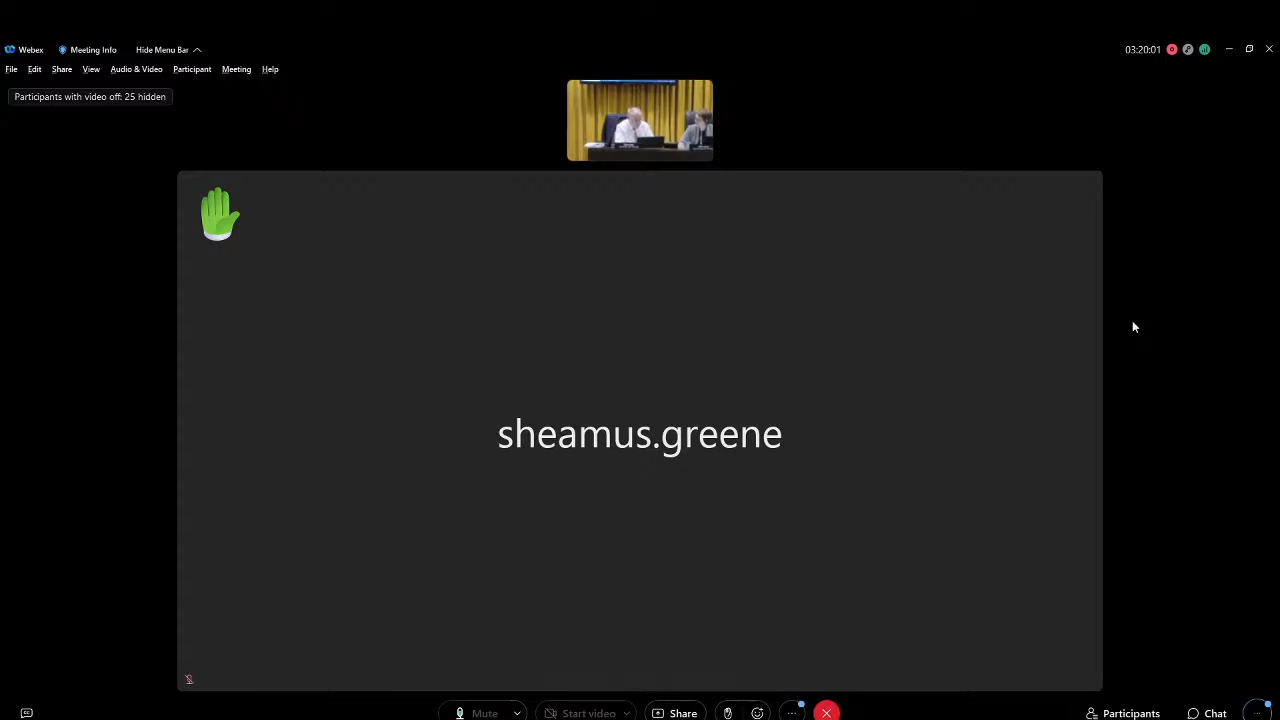 Webex
Meeting Info
Hide Menu Bar
03:20:01
File
Edit
Share
View
Audio & Video
Participant
Meeting
Help
Participants with video off: 25 hidden
sheamus.greene
CC
Mute
Start video
Share
Participants
Chat